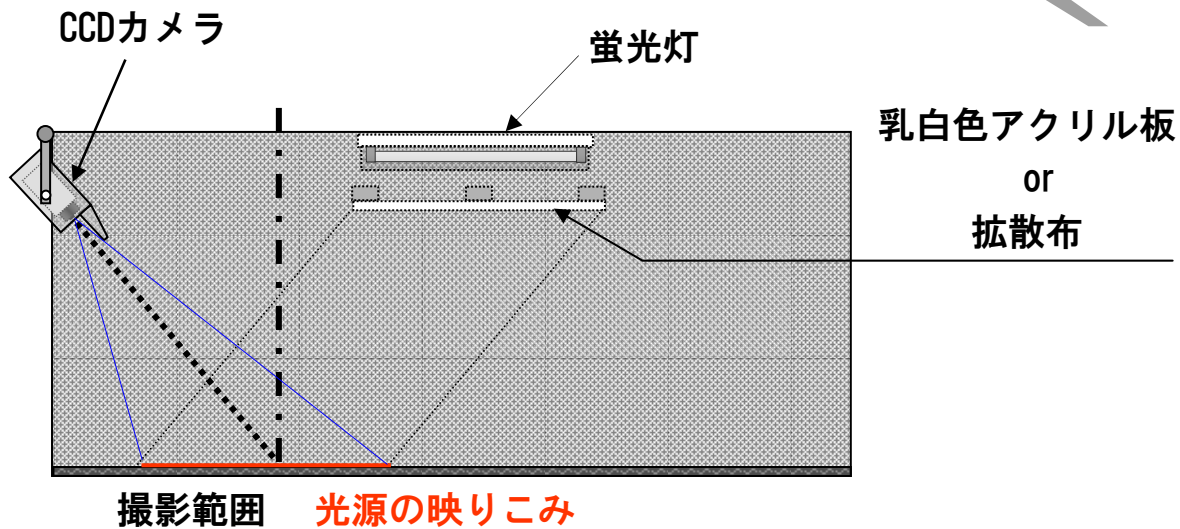 CCDカメラ
蛍光灯
乳白色アクリル板
or
拡散布
撮影範囲
光源の映りこみ